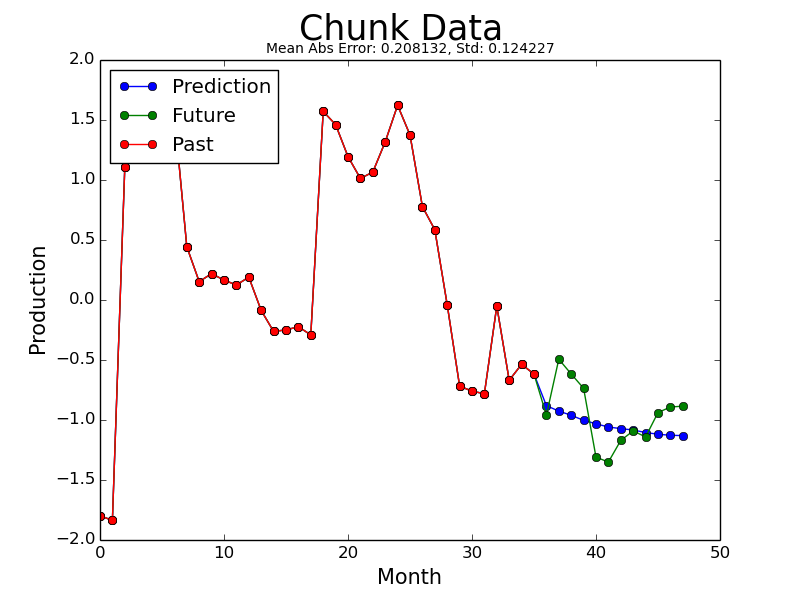 Chunk Data
Mean Abs Error: 0.208132, Std: 0.124227
Prediction
Future
Past
Production
2.0
1.5
1.0
0.5
0.0
−0.5
−1.0
−1.5
−2.0
0 10 20 30 40 50
Month